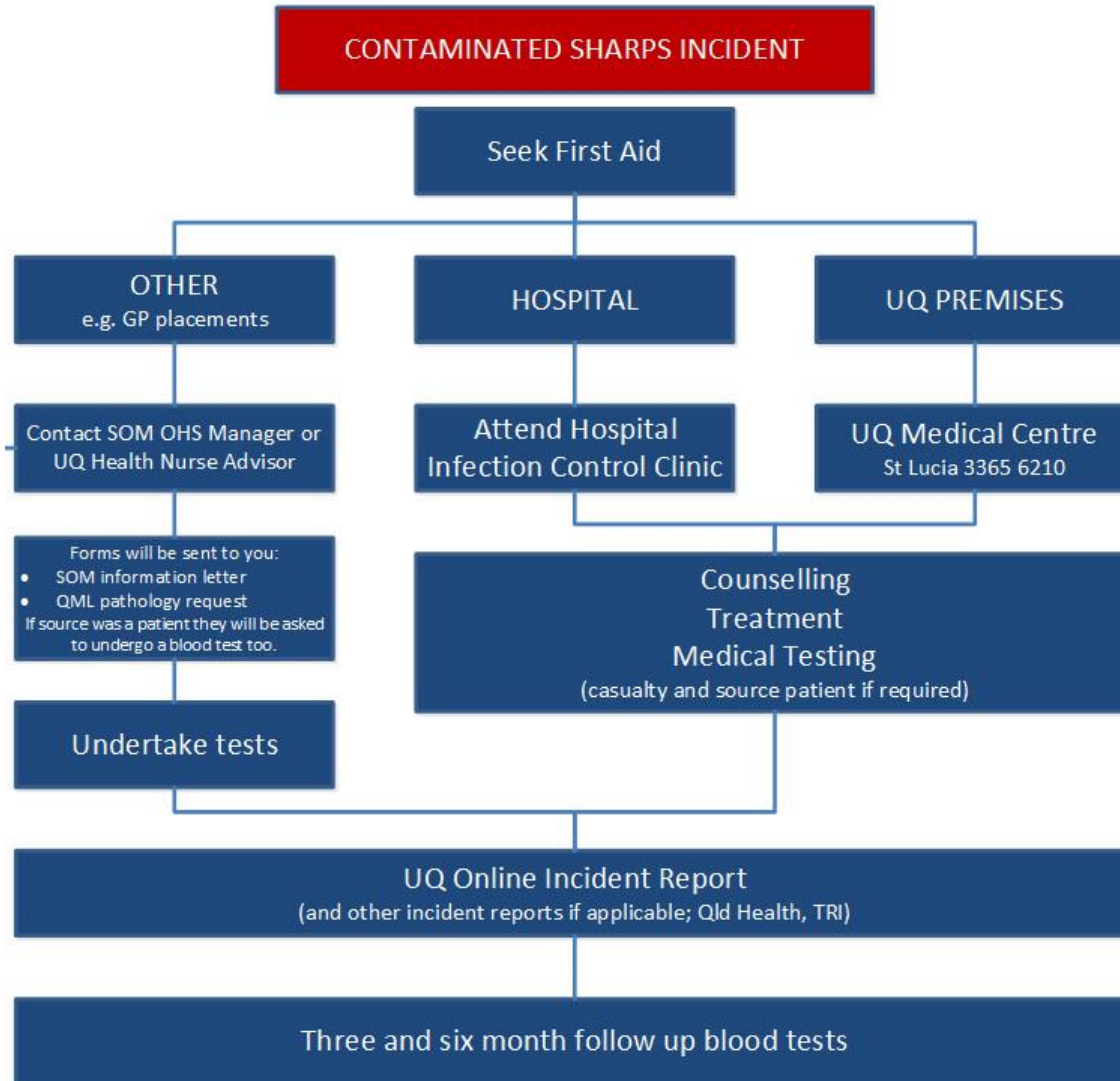 CONTAMINATED SHARPS INCIDENT
Seek First Aid
OTHER
e.g. GP placements
HOSPITAL
UQ PREMISES
Contact SOM OHS Manager or
UQ Health Nurse Advisor
Attend Hospital
Infection Control Clinic
UQ Medical Centre
St Lucia 3365 6210
Forms will be sent to you:
• SOM information letter
• QML pathology request
If source was a patient they will be asked
to undergo a blood test too.
Counselling
Treatment
Medical Testing
(casualty and source patient if required)
Undertake tests
UQ Online Incident Report
(and other incident reports if applicable; Qld Health, TRI)
Three and six month follow up blood tests